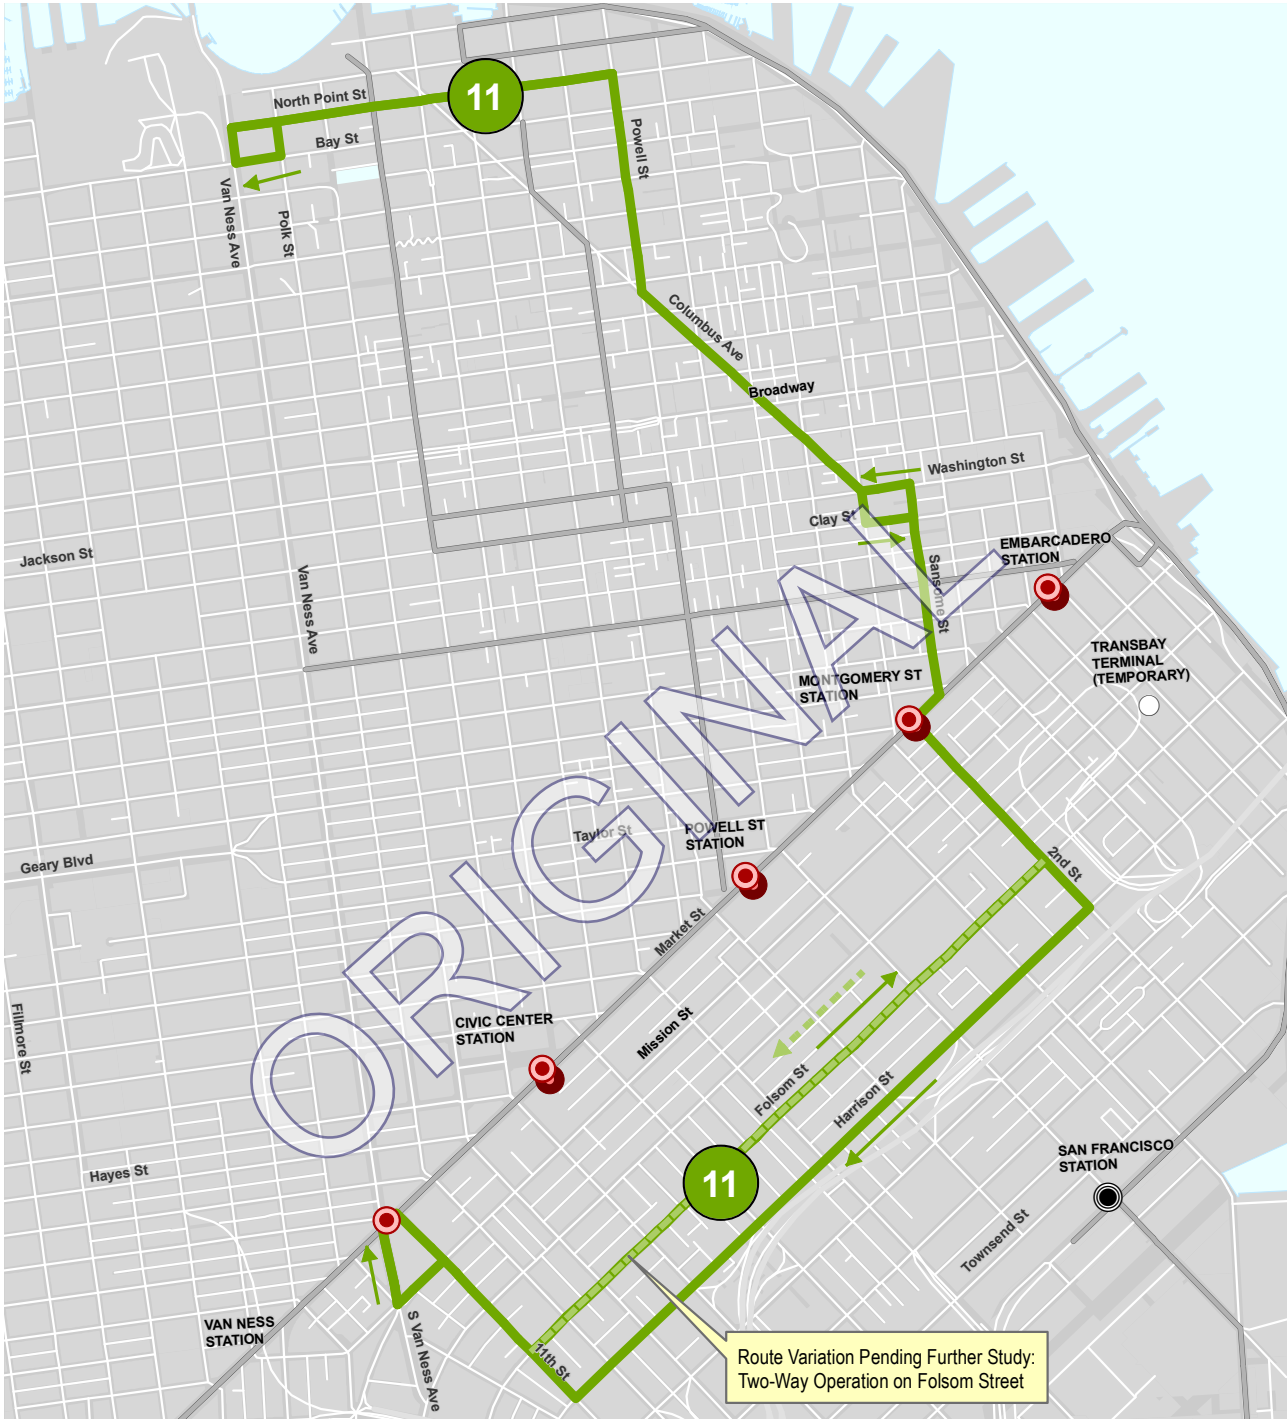 11
North Point St
Bay St
Powell St
Van Ness Ave
Polk St
Columbus Ave
Broadway
Washington St
Clay St
EMBARCADERO
STATION
Jackson St
Van Ness Ave
Sansome St
TRANSBAY
TERMINAL
(TEMPORARY)
MONTGOMERY ST
STATION
ORIGINAL
Taylor St
POWELL ST
STATION
Geary Blvd
2nd St
Market St
Fillmore St
CIVIC CENTER
STATION
Mission St
Folsom St
Harrison St
11
SAN FRANCISCO
STATION
Hayes St
Townsend St
VAN NESS
STATION
S Van Ness Ave
11th St
Route Variation Pending Further Study:
Two-Way Operation on Folsom Street